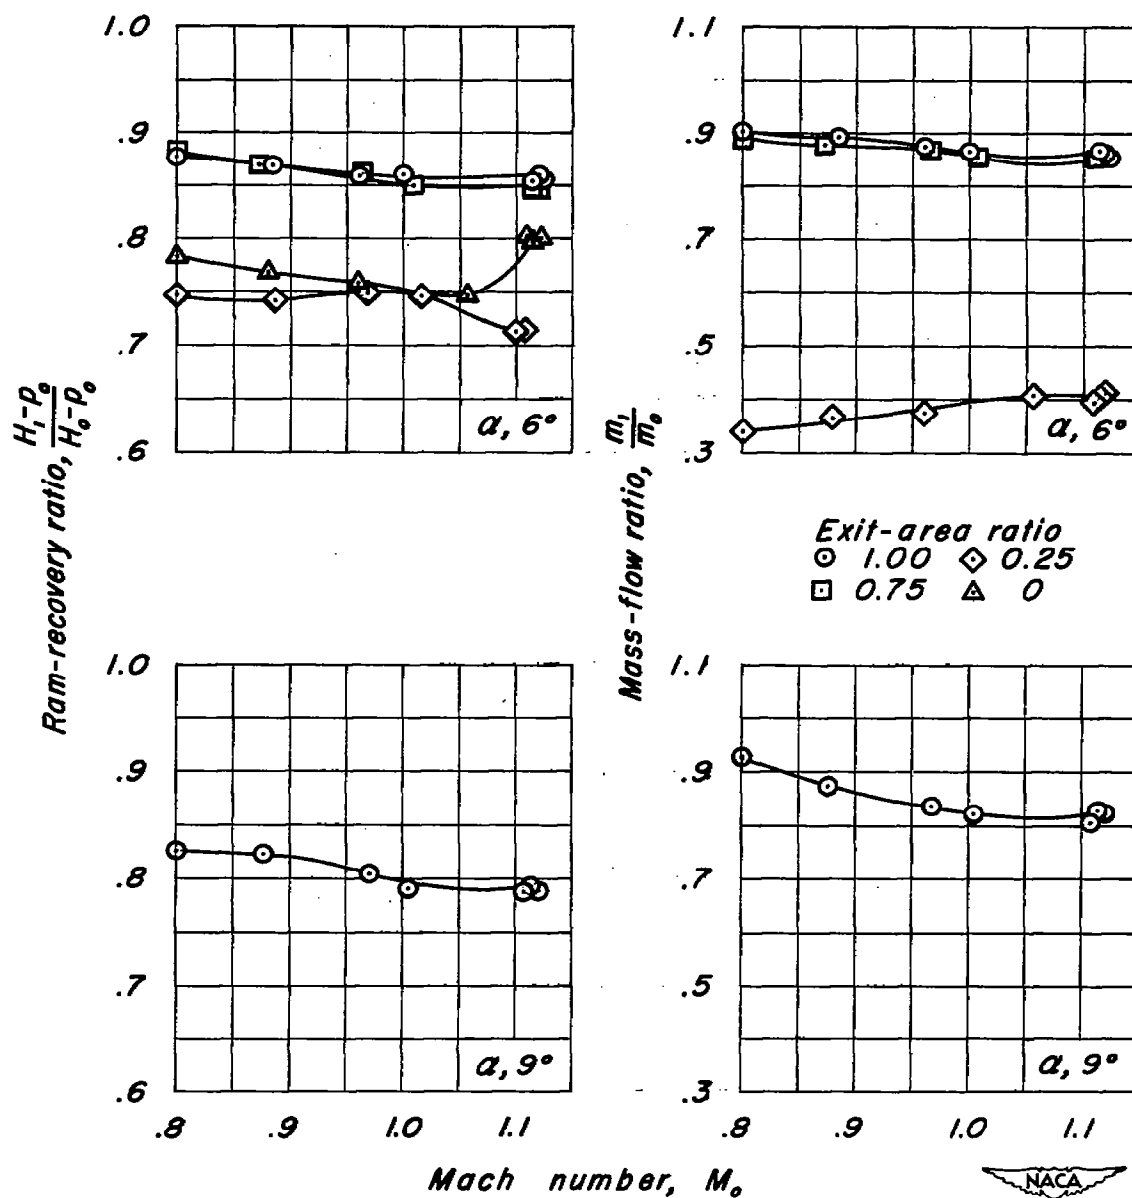 1.0
.9
.8
.7
.6
α, 6°
1.1
.9
.7
.5
.3
α, 6°
Ram-recovery ratio, H₁-p₀/H₀-p₀
Mass-flow ratio, m₁/m₀
Exit-area ratio
⊙ 1.00 ◇ 0.25
⊡ 0.75 △ 0
1.0
.9
.8
.7
.6
α, 9°
1.1
.9
.7
.5
.3
α, 9°
.8 .9 1.0 1.1
.8 .9 1.0 1.1
Mach number, M₀
NACA